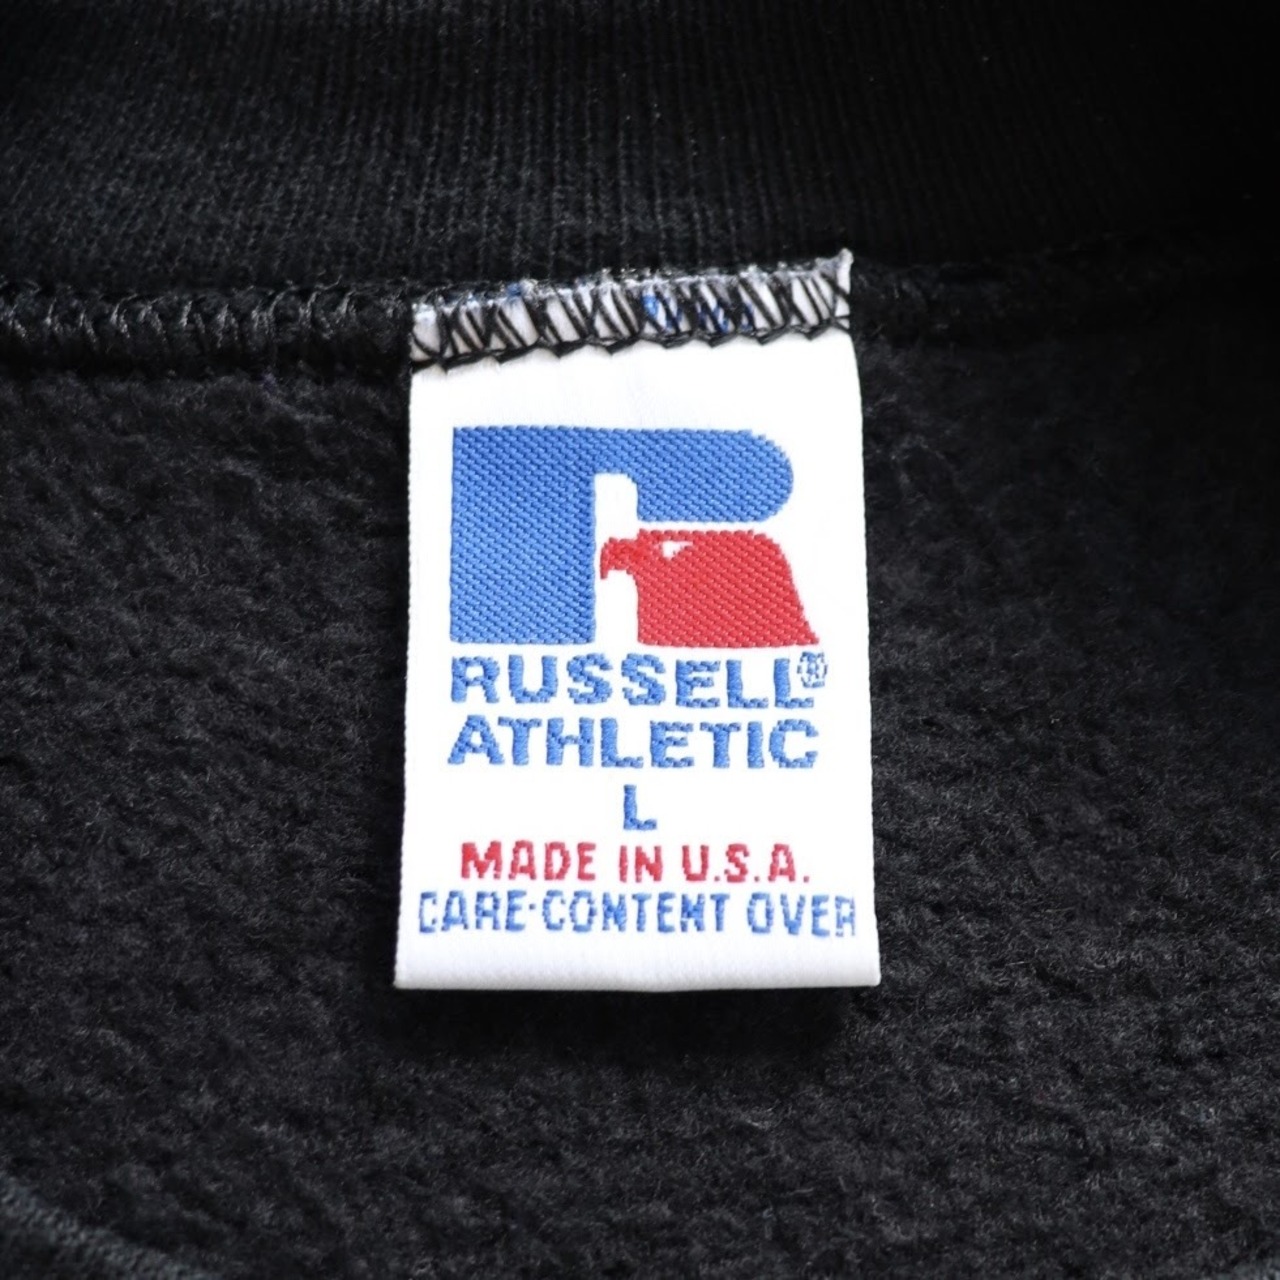 RUSSELL®
ATHLETIC
L
MADE IN U.S.A.
CARE·CONTENT OVER